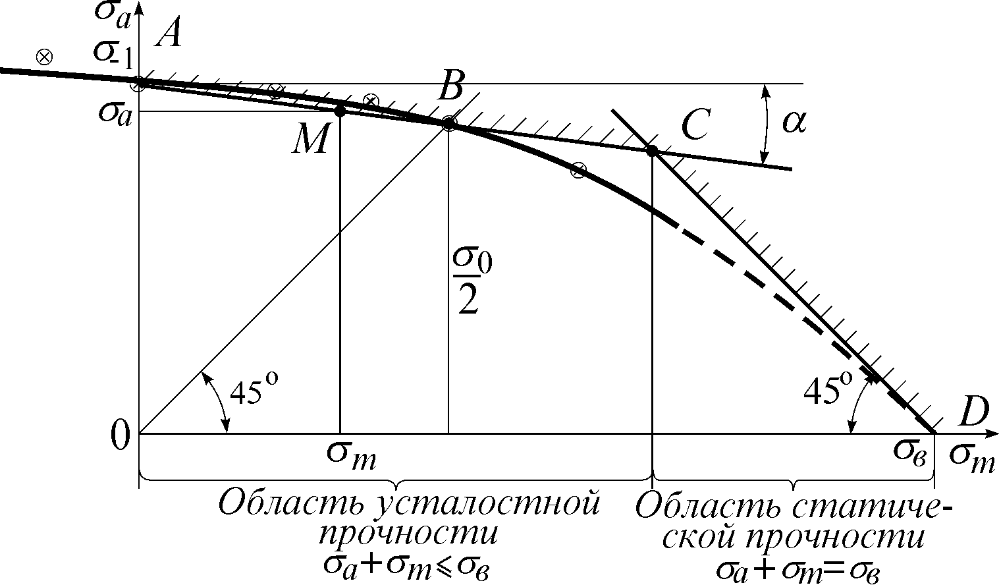 σa
σ-1
A
B
σa
M
C
α
σ0
2
45°
45°
0
σm
σв
D
σm
Область усталостной
прочности
σa+σm⩽σв
Область статиче-
ской прочности
σa+σm=σв